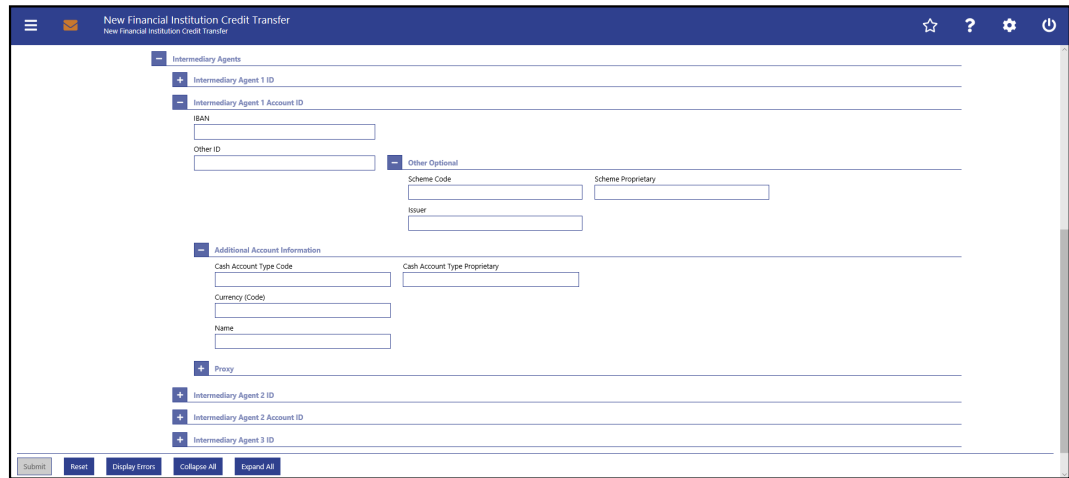 New Financial Institution Credit Transfer
New Financial Institution Credit Transfer
?
− Intermediary Agents
+ Intermediary Agent 1 ID
− Intermediary Agent 1 Account ID
IBAN
Other ID
− Other Optional
Scheme Code Scheme Proprietary
Issuer
− Additional Account Information
Cash Account Type Code Cash Account Type Proprietary
Currency (Code)
Name
+ Proxy
+ Intermediary Agent 2 ID
+ Intermediary Agent 2 Account ID
+ Intermediary Agent 3 ID
Submit Reset Display Errors Collapse All Expand All